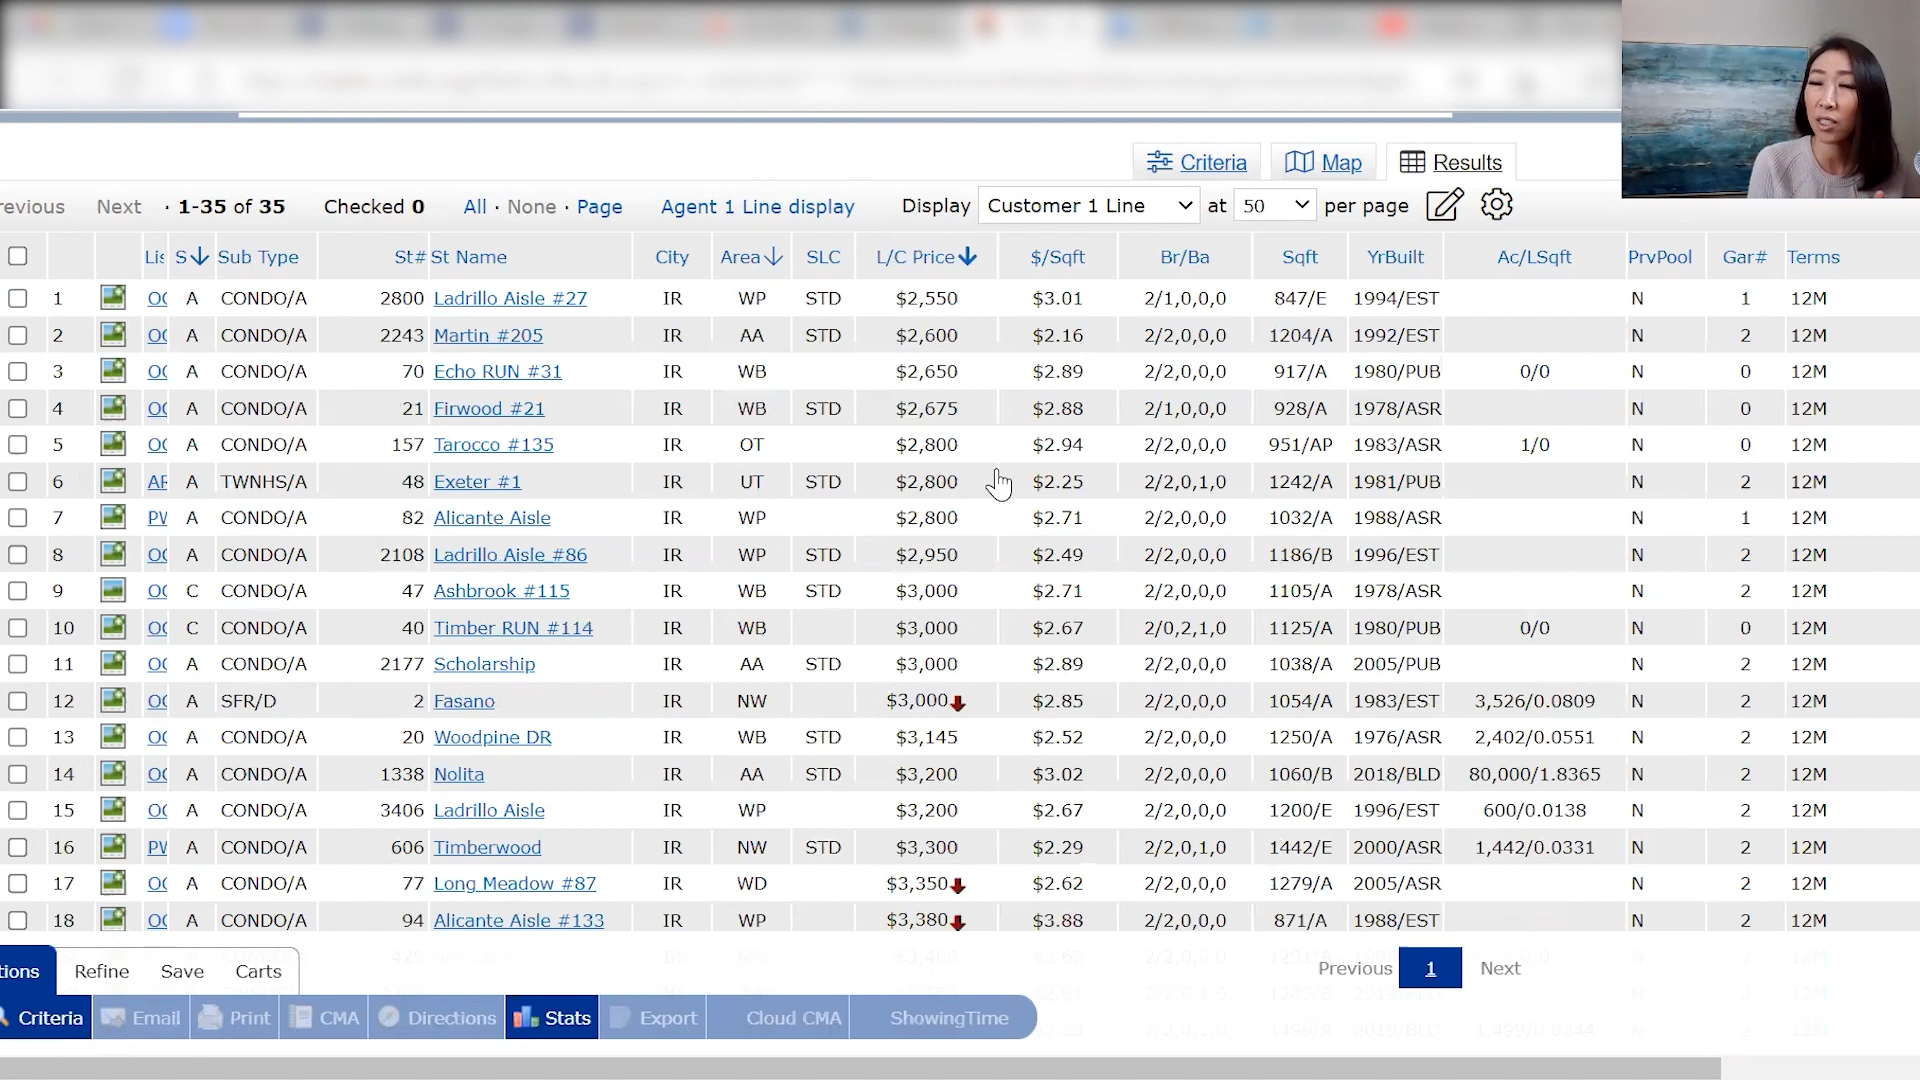 Criteria Map Results
revious Next · 1-35 of 35 Checked 0 All · None · Page Agent 1 Line display Display Customer 1 Line at 50 per page
Lis S Sub Type St# St Name City Area SLC L/C Price $/Sqft Br/Ba Sqft YrBuilt Ac/LSqft PrvPool Gar# Terms
1 OC A CONDO/A 2800 Ladrillo Aisle #27 IR WP STD $2,550 $3.01 2/1,0,0,0 847/E 1994/EST N 1 12M
2 OC A CONDO/A 2243 Martin #205 IR AA STD $2,600 $2.16 2/2,0,0,0 1204/A 1992/EST N 2 12M
3 OC A CONDO/A 70 Echo RUN #31 IR WB $2,650 $2.89 2/2,0,0,0 917/A 1980/PUB 0/0 N 0 12M
4 OC A CONDO/A 21 Firwood #21 IR WB STD $2,675 $2.88 2/1,0,0,0 928/A 1978/ASR N 0 12M
5 OC A CONDO/A 157 Tarocco #135 IR OT $2,800 $2.94 2/2,0,0,0 951/AP 1983/ASR 1/0 N 0 12M
6 AR A TWNHS/A 48 Exeter #1 IR UT STD $2,800 $2.25 2/2,0,1,0 1242/A 1981/PUB N 2 12M
7 PW A CONDO/A 82 Alicante Aisle IR WP $2,800 $2.71 2/2,0,0,0 1032/A 1988/ASR N 1 12M
8 OC A CONDO/A 2108 Ladrillo Aisle #86 IR WP STD $2,950 $2.49 2/2,0,0,0 1186/B 1996/EST N 2 12M
9 OC C CONDO/A 47 Ashbrook #115 IR WB STD $3,000 $2.71 2/2,0,0,0 1105/A 1978/ASR N 2 12M
10 OC C CONDO/A 40 Timber RUN #114 IR WB $3,000 $2.67 2/0,2,1,0 1125/A 1980/PUB 0/0 N 0 12M
11 OC A CONDO/A 2177 Scholarship IR AA STD $3,000 $2.89 2/2,0,0,0 1038/A 2005/PUB N 2 12M
12 OC A SFR/D 2 Fasano IR NW $3,000 $2.85 2/2,0,0,0 1054/A 1983/EST 3,526/0.0809 N 2 12M
13 OC A CONDO/A 20 Woodpine DR IR WB STD $3,145 $2.52 2/2,0,0,0 1250/A 1976/ASR 2,402/0.0551 N 2 12M
14 OC A CONDO/A 1338 Nolita IR AA STD $3,200 $3.02 2/2,0,0,0 1060/B 2018/BLD 80,000/1.8365 N 2 12M
15 OC A CONDO/A 3406 Ladrillo Aisle IR WP $3,200 $2.67 2/2,0,0,0 1200/E 1996/EST 600/0.0138 N 2 12M
16 PW A CONDO/A 606 Timberwood IR NW STD $3,300 $2.29 2/2,0,1,0 1442/E 2000/ASR 1,442/0.0331 N 2 12M
17 OC A CONDO/A 77 Long Meadow #87 IR WD $3,350 $2.62 2/2,0,0,0 1279/A 2005/ASR N 2 12M
18 OC A CONDO/A 94 Alicante Aisle #133 IR WP $3,380 $3.88 2/2,0,0,0 871/A 1988/EST N 2 12M
tions Refine Save Carts Previous 1 Next
Criteria Email Print CMA Directions Stats Export Cloud CMA ShowingTime